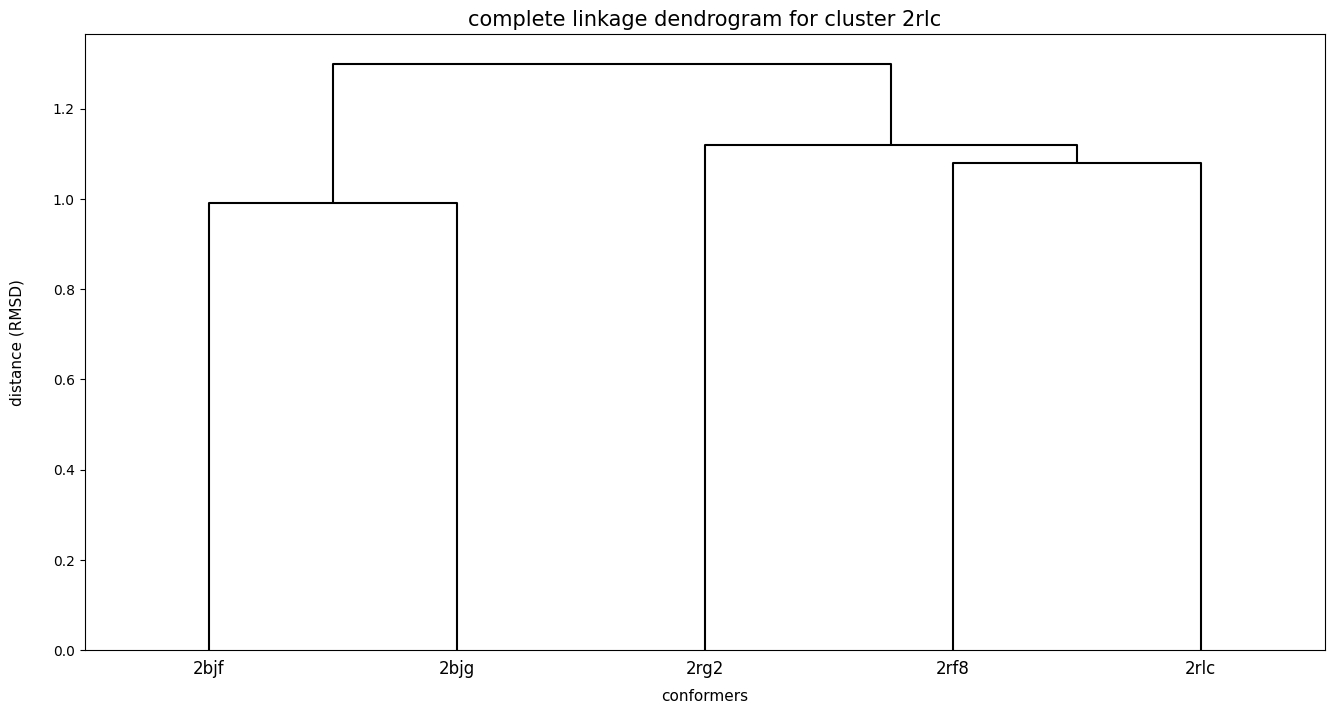 complete linkage dendrogram for cluster 2rlc
1.2
1.0
0.8
0.6
0.4
0.2
0.0
distance (RMSD)
2bjf 2bjg 2rg2 2rf8 2rlc
conformers